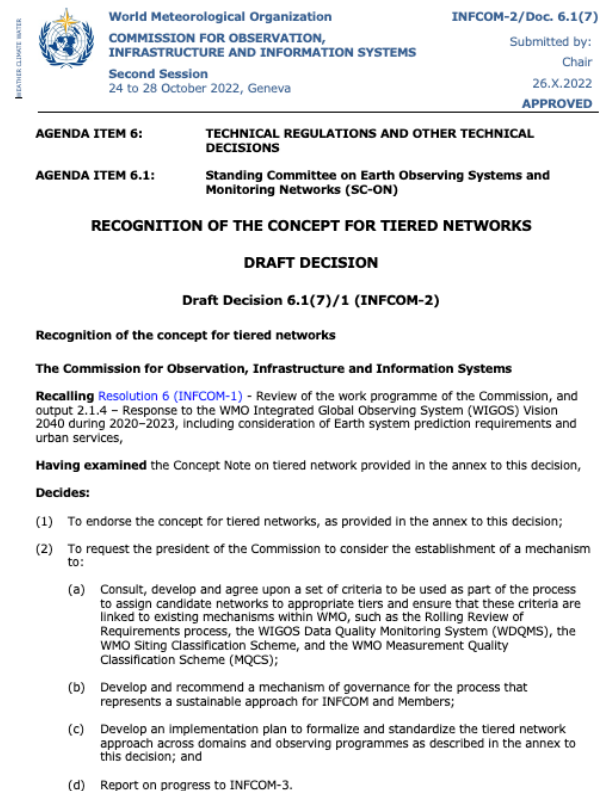 WEATHER CLIMATE WATER
World Meteorological Organization
COMMISSION FOR OBSERVATION,
INFRASTRUCTURE AND INFORMATION SYSTEMS
Second Session
24 to 28 October 2022, Geneva
INFCOM-2/Doc. 6.1(7)
Submitted by:
Chair
26.X.2022
APPROVED
AGENDA ITEM 6: TECHNICAL REGULATIONS AND OTHER TECHNICAL
DECISIONS
AGENDA ITEM 6.1: Standing Committee on Earth Observing Systems and
Monitoring Networks (SC-ON)
RECOGNITION OF THE CONCEPT FOR TIERED NETWORKS
DRAFT DECISION
Draft Decision 6.1(7)/1 (INFCOM-2)
Recognition of the concept for tiered networks
The Commission for Observation, Infrastructure and Information Systems
Recalling Resolution 6 (INFCOM-1) - Review of the work programme of the Commission, and
output 2.1.4 – Response to the WMO Integrated Global Observing System (WIGOS) Vision
2040 during 2020–2023, including consideration of Earth system prediction requirements and
urban services,
Having examined the Concept Note on tiered network provided in the annex to this decision,
Decides:
(1) To endorse the concept for tiered networks, as provided in the annex to this decision;
(2) To request the president of the Commission to consider the establishment of a mechanism
to:
(a) Consult, develop and agree upon a set of criteria to be used as part of the process
to assign candidate networks to appropriate tiers and ensure that these criteria are
linked to existing mechanisms within WMO, such as the Rolling Review of
Requirements process, the WIGOS Data Quality Monitoring System (WDQMS), the
WMO Siting Classification Scheme, and the WMO Measurement Quality
Classification Scheme (MQCS);
(b) Develop and recommend a mechanism of governance for the process that
represents a sustainable approach for INFCOM and Members;
(c) Develop an implementation plan to formalize and standardize the tiered network
approach across domains and observing programmes as described in the annex to
this decision; and
(d) Report on progress to INFCOM-3.